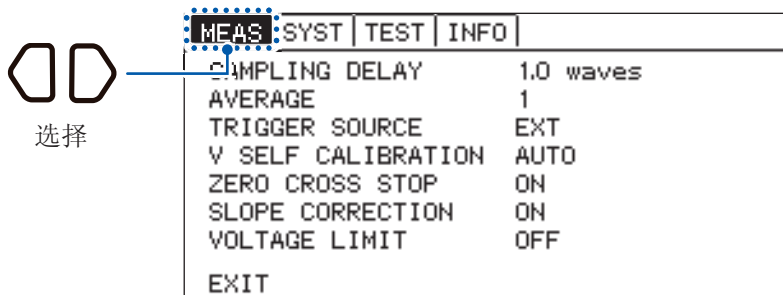 MEAS SYST TEST INFO
SAMPLING DELAY 1.0 waves
AVERAGE 1
TRIGGER SOURCE EXT
V SELF CALIBRATION AUTO
ZERO CROSS STOP ON
SLOPE CORRECTION ON
VOLTAGE LIMIT OFF
EXIT
选择